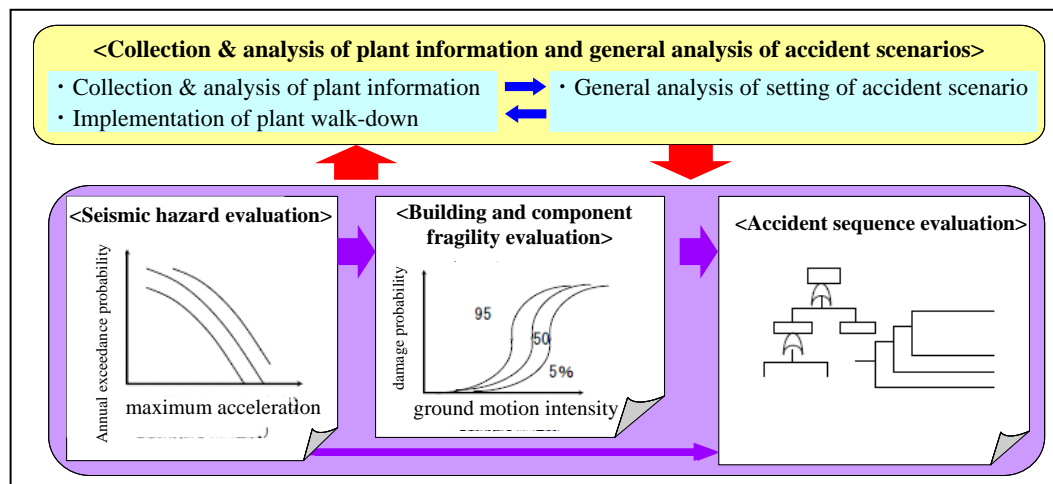 <Collection & analysis of plant information and general analysis of accident scenarios>
・Collection & analysis of plant information
・Implementation of plant walk-down
・General analysis of setting of accident scenario
<Seismic hazard evaluation>
Annual exceedance probability
maximum acceleration
<Building and component
fragility evaluation>
damage probability
95
50
5%
ground motion intensity
<Accident sequence evaluation>